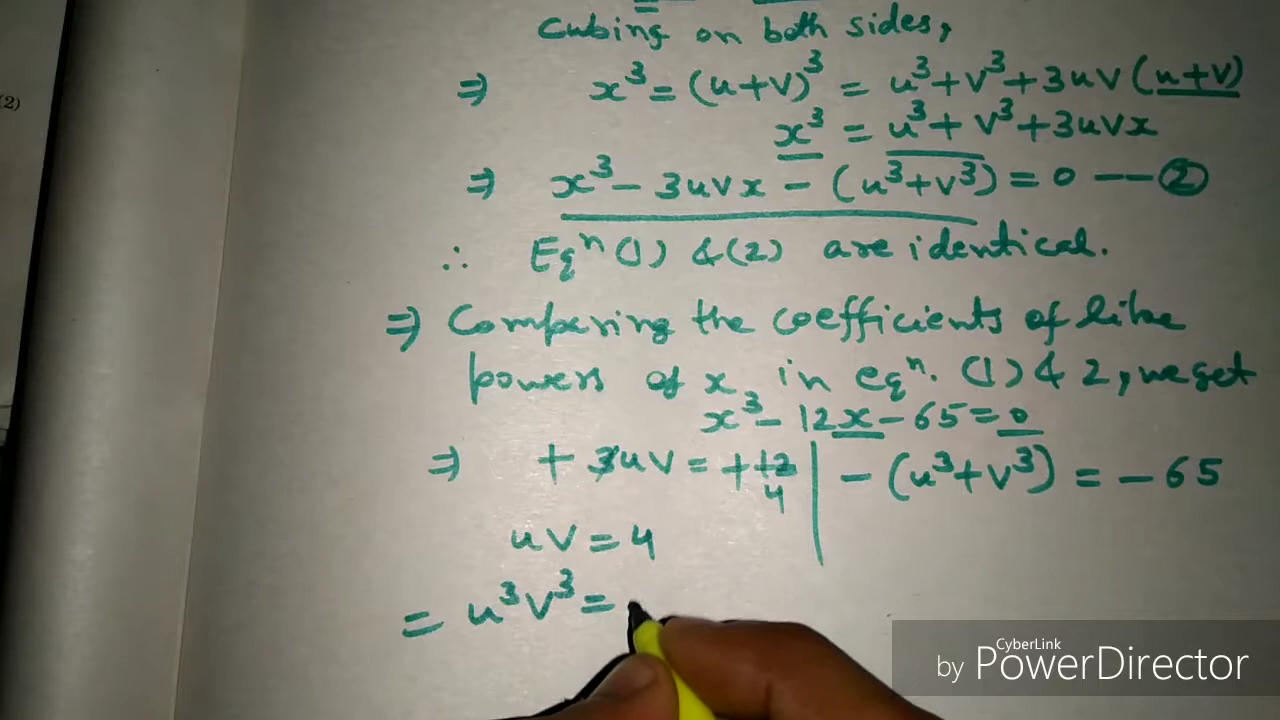 (2)
Cubing on both sides,
⇒ x³ = (u+v)³ = u³+v³+3uv(u+v)
x³ = u³+v³+3uvx
⇒ x³ - 3uvx - (u³+v³) = 0 — ②
∴ Eqⁿ (1) & (2) are identical.
⇒ Comparing the coefficients of like
powers of x in eqⁿ. (1) & 2, we get
x³ - 12x - 65 = 0
⇒ + 3uv = + 12 | - (u³+v³) = - 65
4
uv = 4
= u³v³ =
CyberLink
by PowerDirector